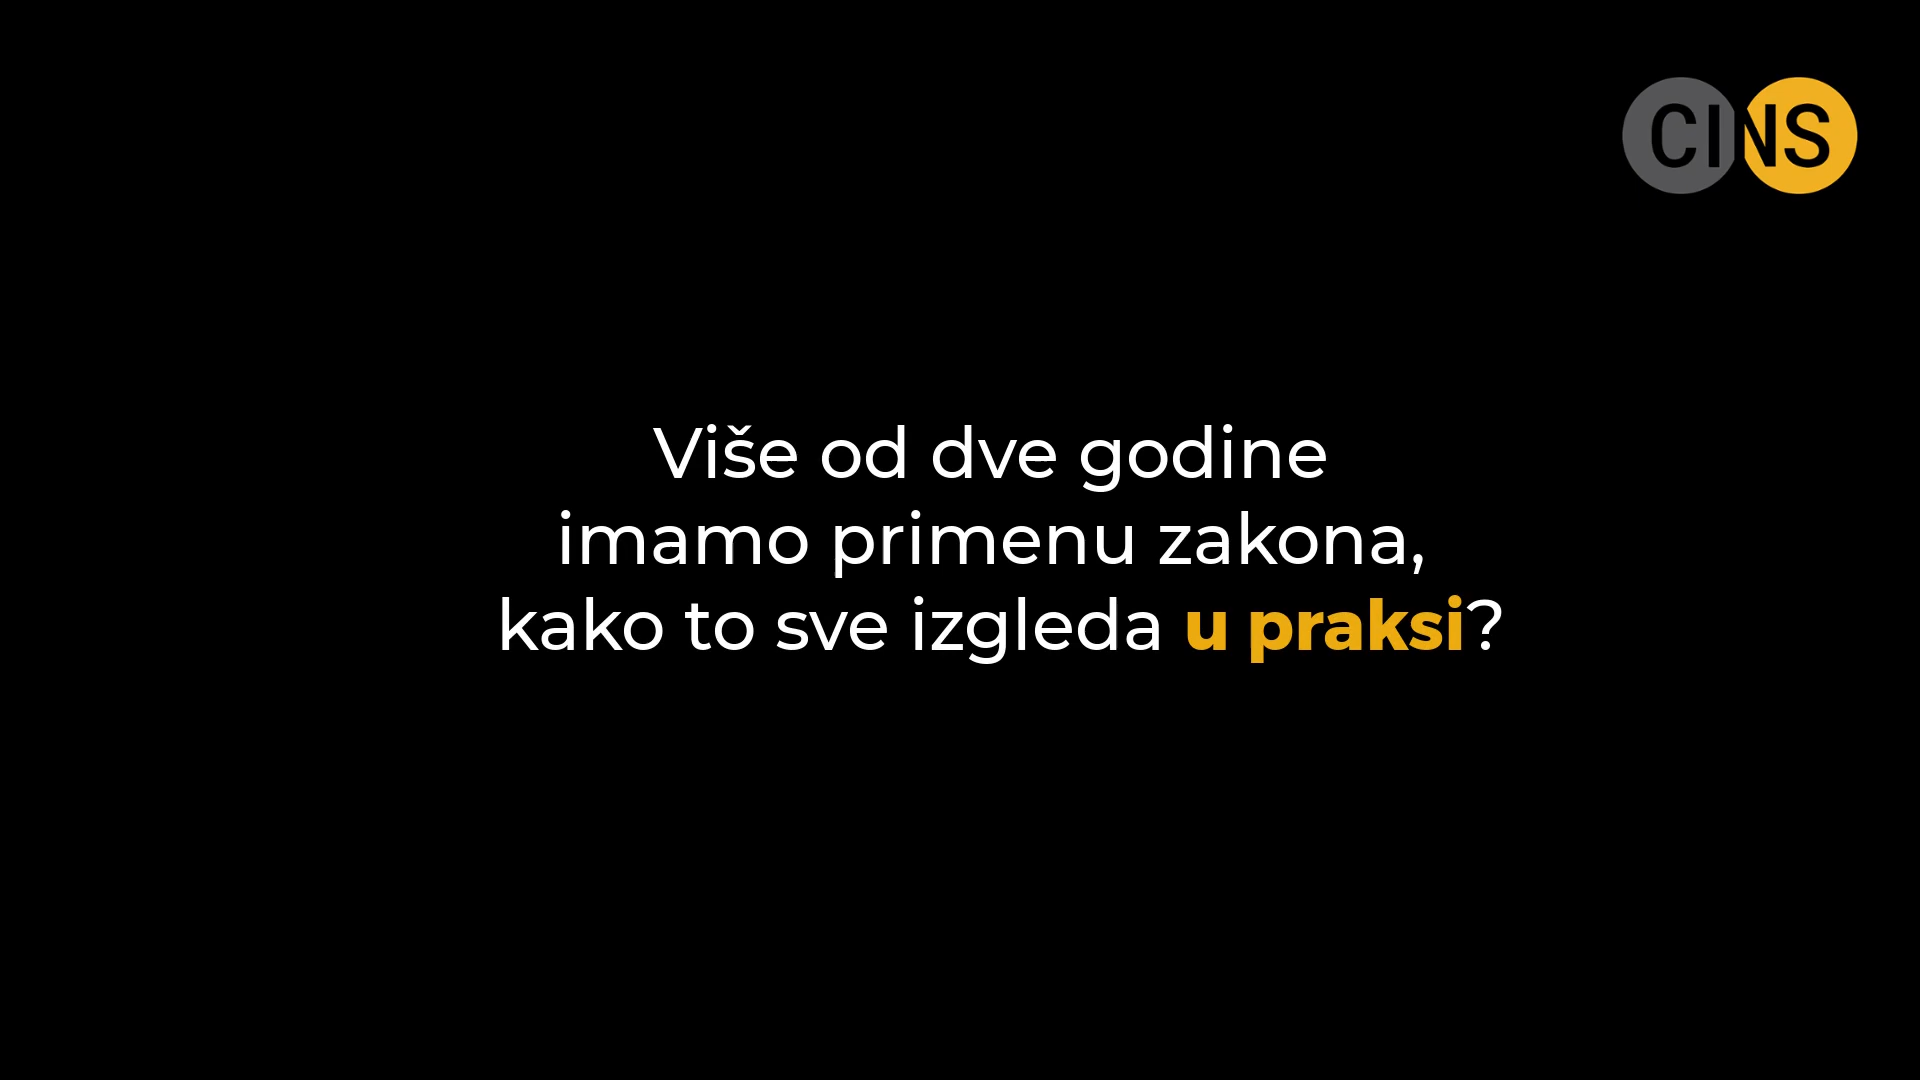 CINS
Više od dve godine
imamo primenu zakona,
kako to sve izgleda u praksi?